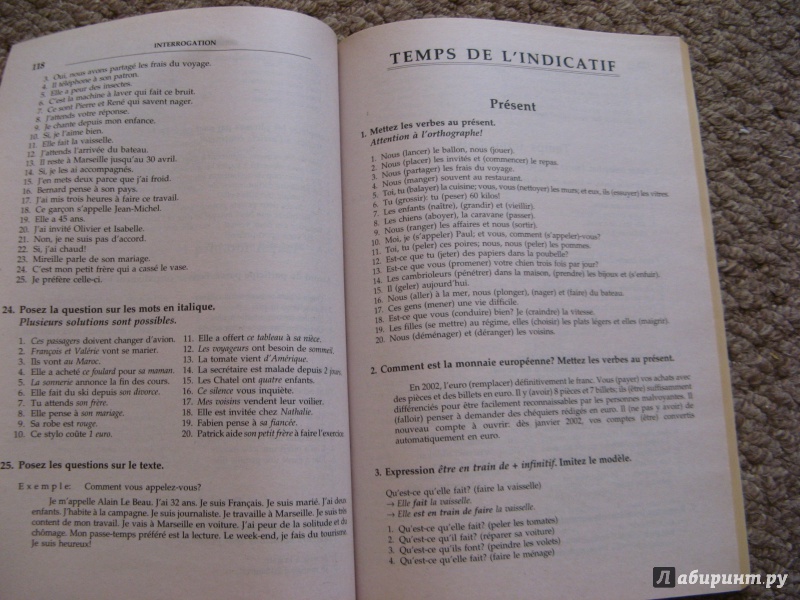 118
INTERROGATION
3. Oui, nous avons partagé les frais du voyage.
4. Il téléphone à son patron.
5. Elle a peur des insectes.
6. C'est la machine à laver qui fait ce bruit.
7. Ce sont Pierre et René qui savent nager.
8. J'attends votre réponse.
9. Je chante depuis mon enfance.
10. Si, je l'aime bien.
11. Elle fait la vaisselle.
12. J'attends l'arrivée du bateau.
13. Il reste à Marseille jusqu'au 30 avril.
14. Si, je les ai accompagnés.
15. J'en mets deux parce que j'ai froid.
16. Bernard pense à son pays.
17. J'ai mis trois heures à faire ce travail.
18. Ce garçon s'appelle Jean-Michel.
19. Elle a 45 ans.
20. J'ai invité Olivier et Isabelle.
21. Non, je ne suis pas d'accord.
22. Si, j'ai chaud!
23. Mireille parle de son mariage.
24. C'est mon petit frère qui a cassé le vase.
25. Je préfère celle-ci.
24. Posez la question sur les mots en italique.
Plusieurs solutions sont possibles.
1. Ces passagers doivent changer d'avion.
2. François et Valérie vont se marier.
3. Ils vont au Maroc.
4. Elle a acheté ce foulard pour sa maman.
5. La sonnerie annonce la fin des cours.
6. Elle fait du ski depuis son divorce.
7. Tu attends son frère.
8. Elle pense à son mariage.
9. Sa robe est rouge.
10. Ce stylo coûte 1 euro.
11. Elle a offert ce tableau à sa nièce.
12. Les voyageurs ont besoin de sommeil.
13. La tomate vient d'Amérique.
14. La secrétaire est malade depuis 2 jours.
15. Les Chatel ont quatre enfants.
16. Ce silence vous inquiète.
17. Mes voisins vendent leur voilier.
18. Elle est invitée chez Nathalie.
19. Fabien pense à sa fiancée.
20. Patrick aide son petit frère à faire l'exercice
25. Posez les questions sur le texte.
Exemple: Comment vous appelez-vous?
Je m'appelle Alain Le Beau. J'ai 32 ans. Je suis Français. Je suis marié. J'ai deux
enfants. J'habite à la campagne. Je suis journaliste. Je travaille à Marseille. Je suis très
content de mon travail. Je vais à Marseille en voiture. J'ai peur de la solitude et du
chômage. Mon passe-temps préféré est la lecture. Le week-end, je fais du tourisme.
Je suis heureux!
TEMPS DE L'INDICATIF
Présent
1. Mettez les verbes au présent.
Attention à l'orthographe!
1. Nous (lancer) le ballon, nous (jouer).
2. Nous (placer) les invités et (commencer) le repas.
3. Nous (partager) les frais du voyage.
4. Nous (manger) souvent au restaurant.
5. Toi, tu (balayer) la cuisine; vous, vous (nettoyer) les murs; et eux, ils (essuyer) les vitres.
6. Tu (grossir): tu (peser) 60 kilos!
7. Les enfants (naître), (grandir) et (vieillir).
8. Les chiens (aboyer), la caravane (passer).
9. Nous (ranger) les affaires et nous (sortir).
10. Moi, je (s'appeler) Paul; et vous, comment (s'appeler)-vous?
11. Toi, tu (peler) ces poires; nous, nous (peler) les pommes.
12. Est-ce que tu (jeter) des papiers dans la poubelle?
13. Est-ce que vous (promener) votre chien trois fois par jour?
14. Les cambrioleurs (pénétrer) dans la maison, (prendre) les bijoux et (s'enfuir).
15. Il (geler) aujourd'hui.
16. Nous (aller) à la mer, nous (plonger), (nager) et (faire) du bateau.
17. Ces gens (mener) une vie difficile.
18. Est-ce que vous (conduire) bien? Je (craindre) la vitesse.
19. Les filles (se mettre) au régime, elles (choisir) les plats légers et elles (maigrir).
20. Nous (déménager) et (déranger) les voisins.
2. Comment est la monnaie européenne? Mettez les verbes au présent.
En 2002, l'euro (remplacer) définitivement le franc. Vous (payer) vos achats avec
des pièces et des billets en euro. Il y (avoir) 8 pièces et 7 billets; ils (être) suffisamment
différenciés pour être facilement reconnaissables par les personnes malvoyantes. Il
(falloir) penser à demander des chéquiers rédigés en euro. Il (ne pas y avoir) de
nouveau compte à ouvrir: dès janvier 2002, vos comptes (être) convertis
automatiquement en euro.
3. Expression être en train de + infinitif. Imitez le modèle.
Qu'est-ce qu'elle fait? (faire la vaisselle)
→ Elle fait la vaisselle.
→ Elle est en train de faire la vaisselle.
1. Qu'est-ce qu'elle fait? (peler les tomates)
2. Qu'est-ce qu'il fait? (réparer sa voiture)
3. Qu'est-ce qu'ils font? (peindre les volets)
4. Qu'est-ce qu'elle fait? (faire le ménage)
Лабиринт.ру